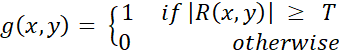 g(x,y) = { 1 if |R(x,y)| ≥ T
0 otherwise